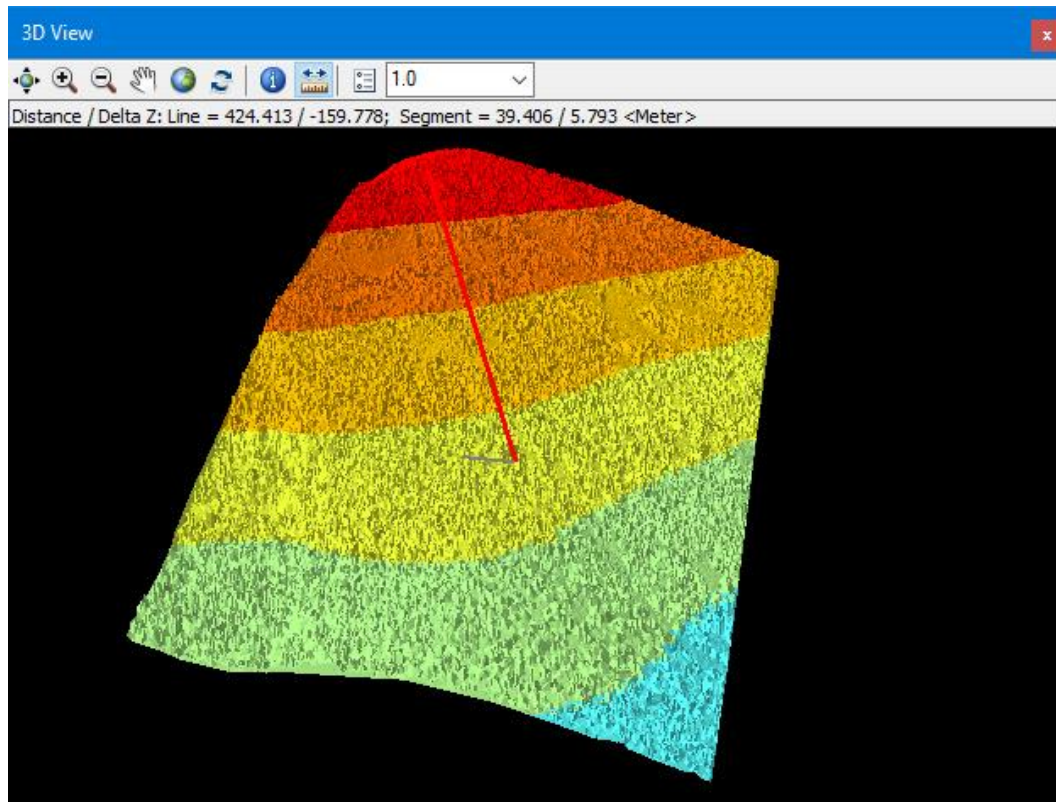 3D View
x
1.0
Distance / Delta Z: Line = 424.413 / -159.778; Segment = 39.406 / 5.793 <Meter>